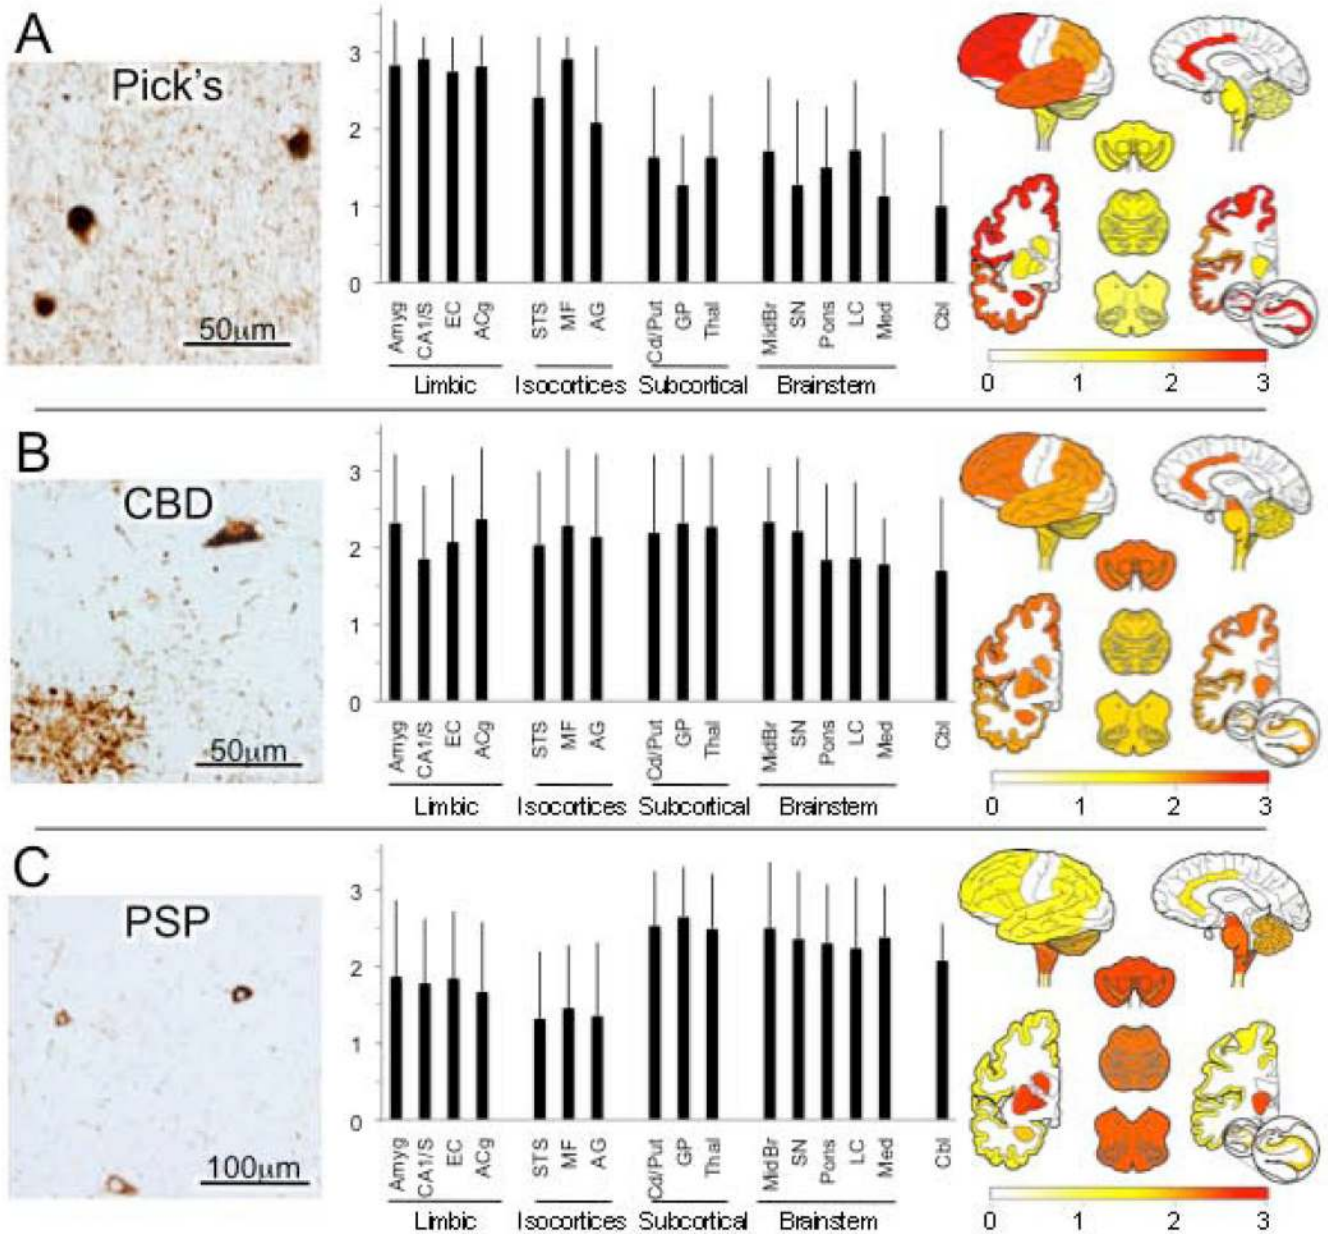 A
Pick's
50μm
3
2
1
0
Amyg
CA1/S
EC
ACg
STS
MF
AG
Cd/Put
GP
Thal
MidBr
SN
Pons
LC
Med
Cbl
Limbic
Isocortices
Subcortical
Brainstem
0 1 2 3
B
CBD
50μm
3
2
1
0
Amyg
CA1/S
EC
ACg
STS
MF
AG
Cd/Put
GP
Thal
MidBr
SN
Pons
LC
Med
Cbl
Limbic
Isocortices
Subcortical
Brainstem
0 1 2 3
C
PSP
100μm
3
2
1
0
Amyg
CA1/S
EC
ACg
STS
MF
AG
Cd/Put
GP
Thal
MidBr
SN
Pons
LC
Med
Cbl
Limbic
Isocortices
Subcortical
Brainstem
0 1 2 3